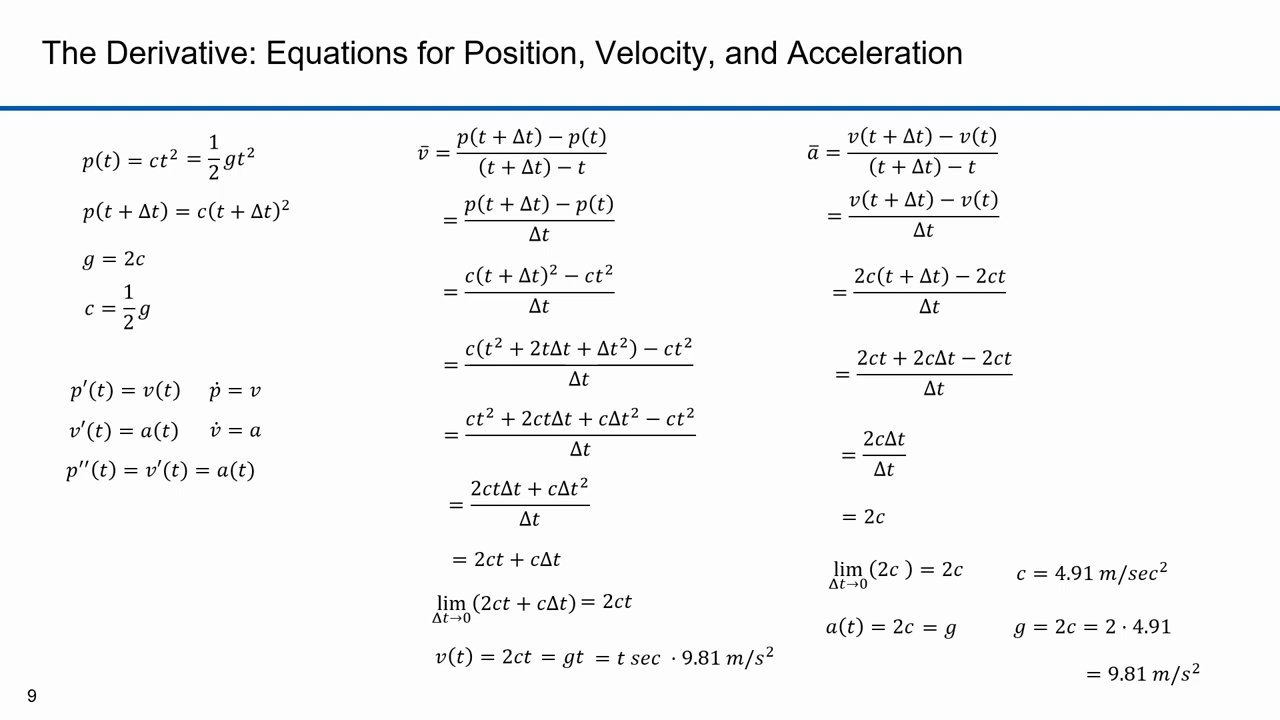 The Derivative: Equations for Position, Velocity, and Acceleration
p(t) = ct² = 1/2 gt²
p(t + Δt) = c(t + Δt)²
g = 2c
c = 1/2 g
p′(t) = v(t) ṗ = v
v′(t) = a(t) v̇ = a
p′′(t) = v′(t) = a(t)
v̄ = (p(t + Δt) − p(t)) / ((t + Δt) − t)
= (p(t + Δt) − p(t)) / Δt
= (c(t + Δt)² − ct²) / Δt
= (c(t² + 2tΔt + Δt²) − ct²) / Δt
= (ct² + 2ctΔt + cΔt² − ct²) / Δt
= (2ctΔt + cΔt²) / Δt
= 2ct + cΔt
lim Δt→0 (2ct + cΔt) = 2ct
v(t) = 2ct = gt = t sec · 9.81 m/s²
ā = (v(t + Δt) − v(t)) / ((t + Δt) − t)
= (v(t + Δt) − v(t)) / Δt
= (2c(t + Δt) − 2ct) / Δt
= (2ct + 2cΔt − 2ct) / Δt
= 2cΔt / Δt
= 2c
lim Δt→0 (2c ) = 2c
a(t) = 2c = g
c = 4.91 m/sec²
g = 2c = 2 · 4.91
= 9.81 m/s²
9